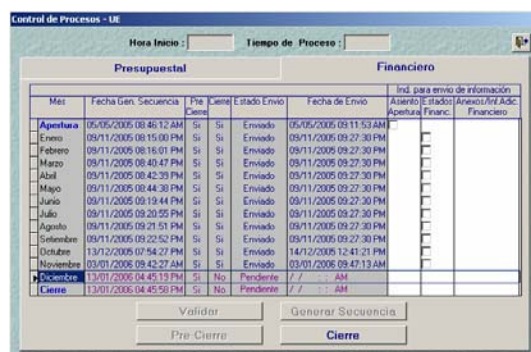 Control de Procesos - UE
Hora Inicio : Tiempo de Proceso :
Presupuestal Financiero
Ind. para envio de información
Mes Fecha Gen. Secuencia Pre Cierre Cierre Estado Envio Fecha de Envio Asiento Apertura Estados Financ. Anexos/Inf.Adic. Financiero
Apertura 05/05/2005 08:46:12 AM Si Si Enviado 05/05/2005 09:11:53 AM
Enero 09/11/2005 08:15:00 PM Si Si Enviado 09/11/2005 09:27:30 PM
Febrero 09/11/2005 08:16:01 PM Si Si Enviado 09/11/2005 09:27:30 PM
Marzo 09/11/2005 08:40:47 PM Si Si Enviado 09/11/2005 09:27:30 PM
Abril 09/11/2005 08:42:39 PM Si Si Enviado 09/11/2005 09:27:30 PM
Mayo 09/11/2005 08:44:38 PM Si Si Enviado 09/11/2005 09:27:30 PM
Junio 09/11/2005 09:19:44 PM Si Si Enviado 09/11/2005 09:27:30 PM
Julio 09/11/2005 09:20:55 PM Si Si Enviado 09/11/2005 09:27:30 PM
Agosto 09/11/2005 09:21:51 PM Si Si Enviado 09/11/2005 09:27:30 PM
Setiembre 09/11/2005 09:22:52 PM Si Si Enviado 09/11/2005 09:27:30 PM
Octubre 13/12/2005 07:54:27 PM Si Si Enviado 14/12/2005 12:41:21 PM
Noviembre 03/01/2006 09:42:27 AM Si Si Enviado 03/01/2006 09:47:13 AM
Diciembre 13/01/2006 04:45:19 PM Si No Pendiente / / : : AM
Cierre 13/01/2006 04:45:58 PM Si No Pendiente / / : : AM
Validar Generar Secuencia
Pre-Cierre Cierre